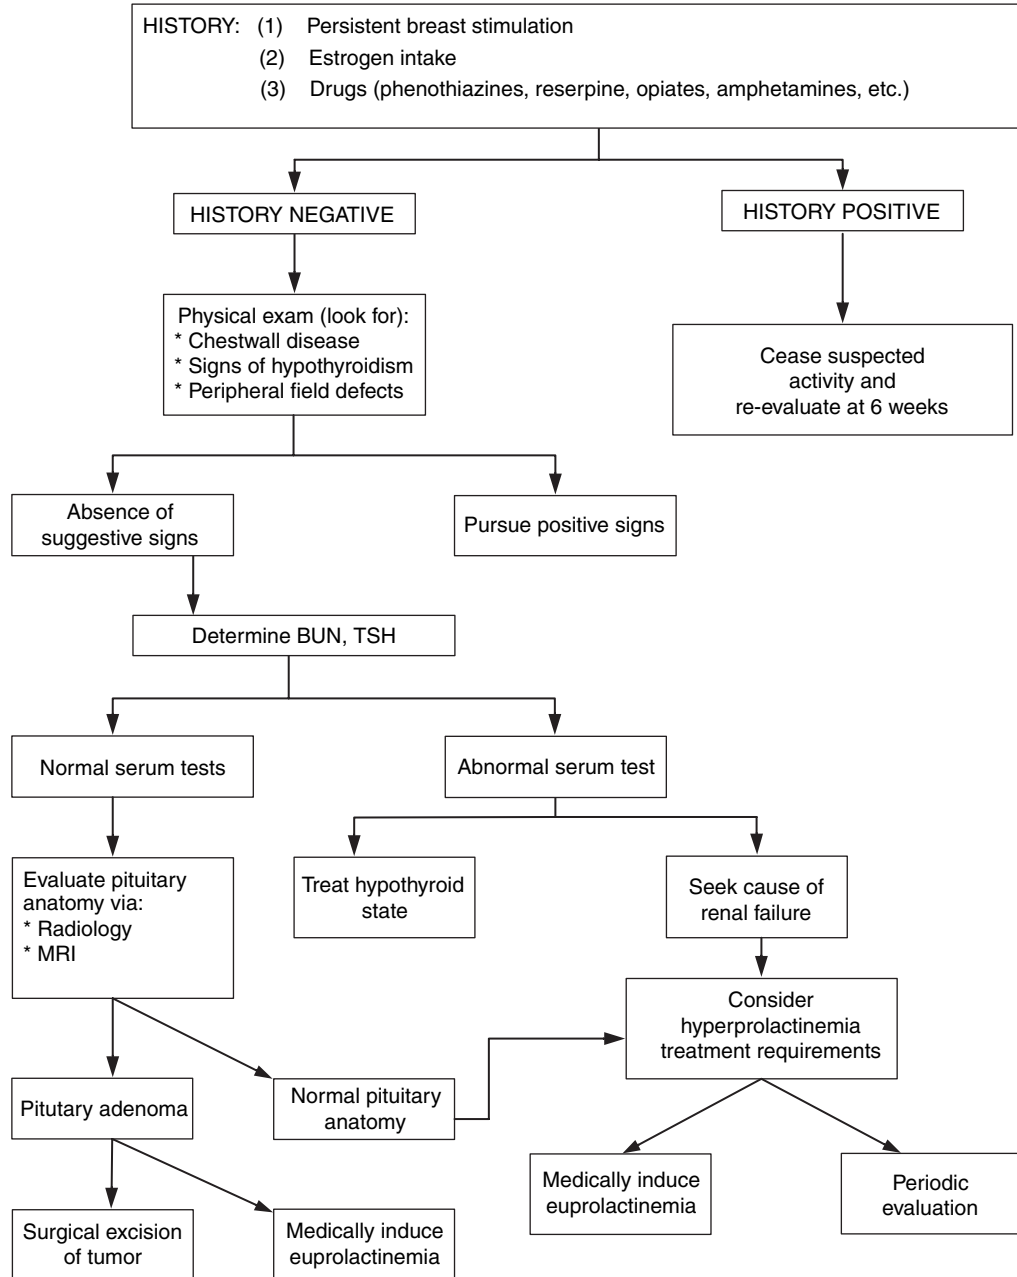 HISTORY: (1) Persistent breast stimulation
(2) Estrogen intake
(3) Drugs (phenothiazines, reserpine, opiates, amphetamines, etc.)
HISTORY NEGATIVE
HISTORY POSITIVE
Physical exam (look for):
* Chestwall disease
* Signs of hypothyroidism
* Peripheral field defects
Cease suspected
activity and
re-evaluate at 6 weeks
Absence of
suggestive signs
Pursue positive signs
Determine BUN, TSH
Normal serum tests
Abnormal serum test
Evaluate pituitary
anatomy via:
* Radiology
* MRI
Treat hypothyroid
state
Seek cause of
renal failure
Consider
hyperprolactinemia
treatment requirements
Pitutary adenoma
Normal pituitary
anatomy
Medically induce
euprolactinemia
Periodic
evaluation
Surgical excision
of tumor
Medically induce
euprolactinemia